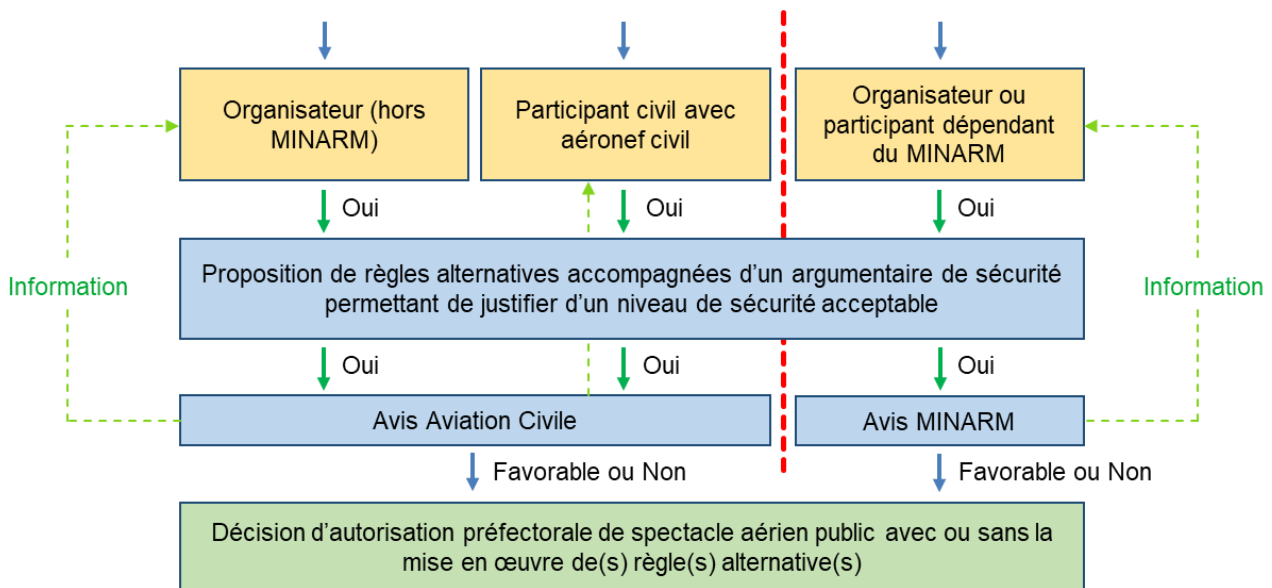 Organisateur (hors
MINARM)
Participant civil avec
aéronef civil
Organisateur ou
participant dépendant
du MINARM
Oui
Oui
Oui
Proposition de règles alternatives accompagnées d’un argumentaire de sécurité
permettant de justifier d’un niveau de sécurité acceptable
Information
Information
Oui
Oui
Oui
Avis Aviation Civile
Avis MINARM
Favorable ou Non
Favorable ou Non
Décision d’autorisation préfectorale de spectacle aérien public avec ou sans la
mise en œuvre de(s) règle(s) alternative(s)